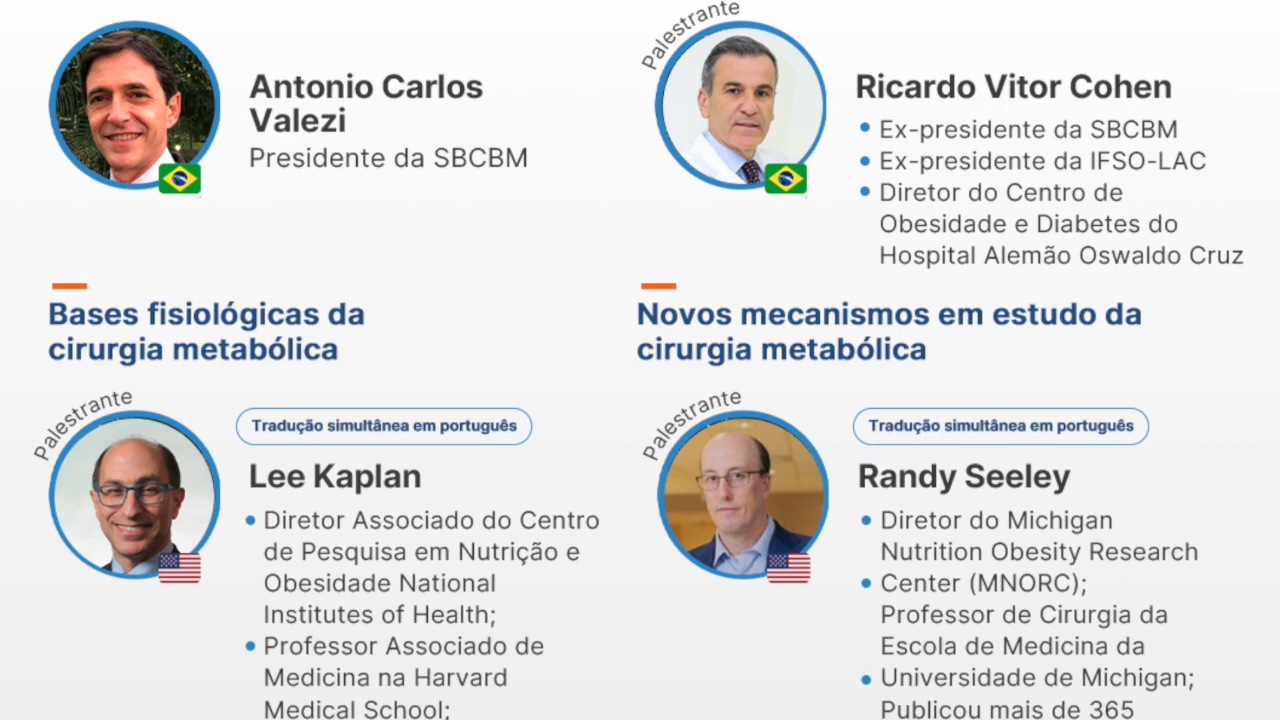 Antonio Carlos
Valezi
Presidente da SBCBM
Palestrante
Ricardo Vitor Cohen
• Ex-presidente da SBCBM
• Ex-presidente da IFSO-LAC
• Diretor do Centro de
Obesidade e Diabetes do
Hospital Alemão Oswaldo Cruz
Bases fisiológicas da
cirurgia metabólica
Palestrante
Tradução simultânea em português
Lee Kaplan
• Diretor Associado do Centro
de Pesquisa em Nutrição e
Obesidade National
Institutes of Health;
• Professor Associado de
Medicina na Harvard
Medical School;
Novos mecanismos em estudo da
cirurgia metabólica
Palestrante
Tradução simultânea em português
Randy Seeley
• Diretor do Michigan
Nutrition Obesity Research
• Center (MNORC);
Professor de Cirurgia da
Escola de Medicina da
• Universidade de Michigan;
Publicou mais de 365